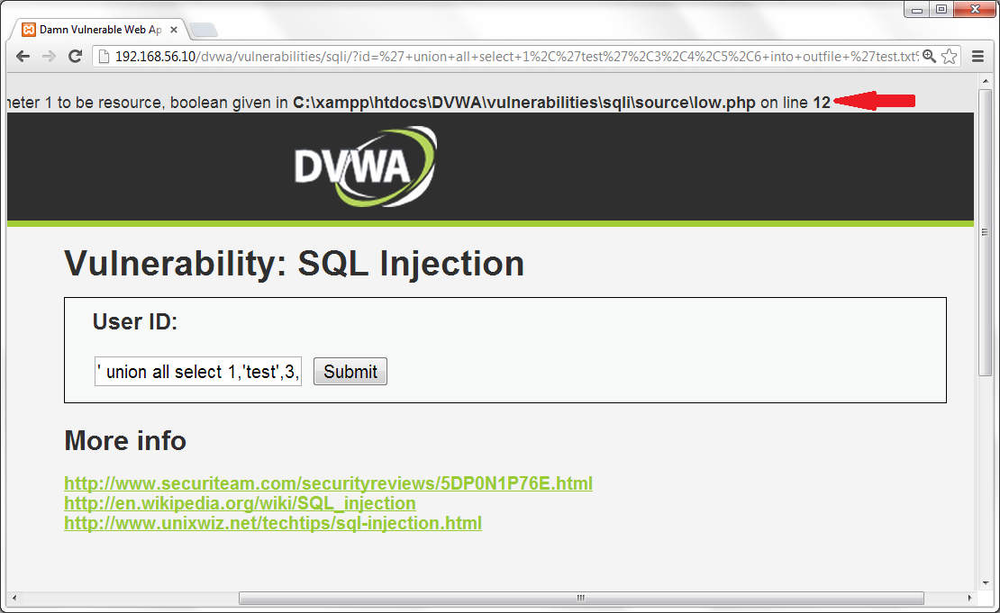 Damn Vulnerable Web Ap
192.168.56.10/dvwa/vulnerabilities/sqli/?id=%27+union+all+select+1%2C%27test%27%2C3%2C4%2C5%2C6+into+outfile+%27test.txt%
neter 1 to be resource, boolean given in C:\xampp\htdocs\DVWA\vulnerabilities\sqli\source\low.php on line 12
DVWA
Vulnerability: SQL Injection
User ID:
' union all select 1,'test',3, Submit
More info
http://www.securiteam.com/securityreviews/5DP0N1P76E.html
http://en.wikipedia.org/wiki/SQL_injection
http://www.unixwiz.net/techtips/sql-injection.html